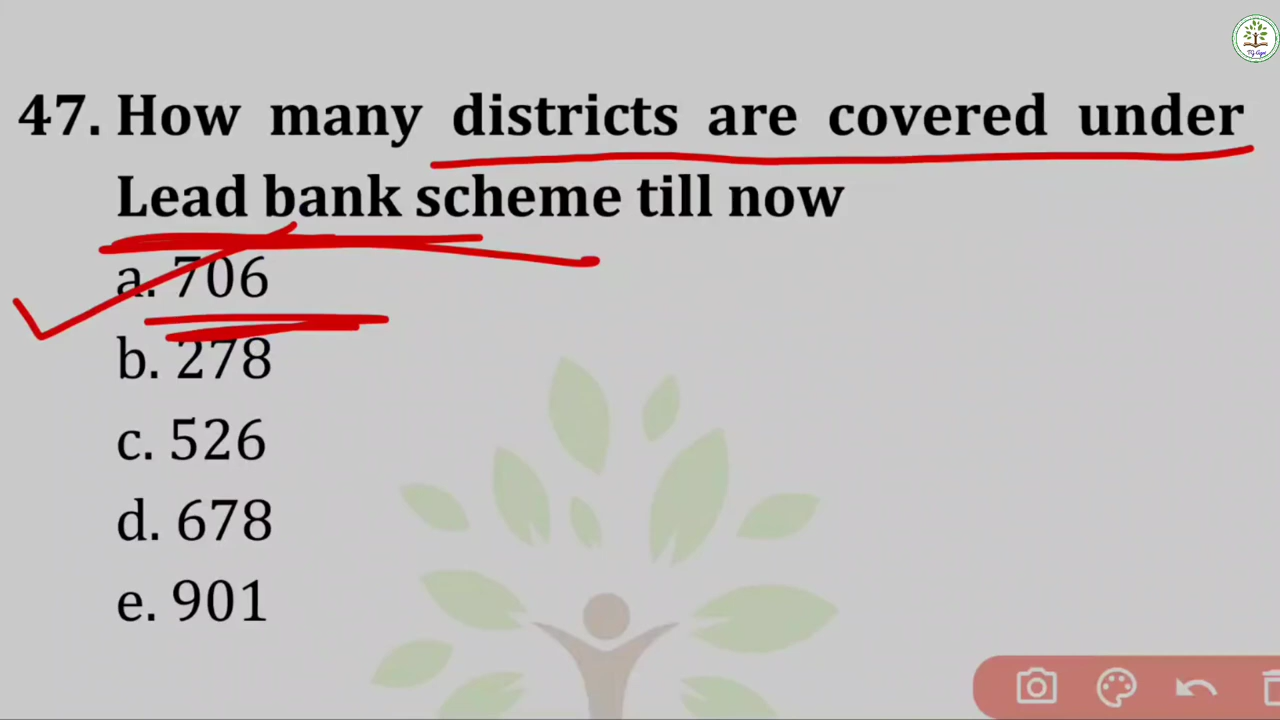 47. How many districts are covered under
Lead bank scheme till now
a. 706
b. 278
c. 526
d. 678
e. 901